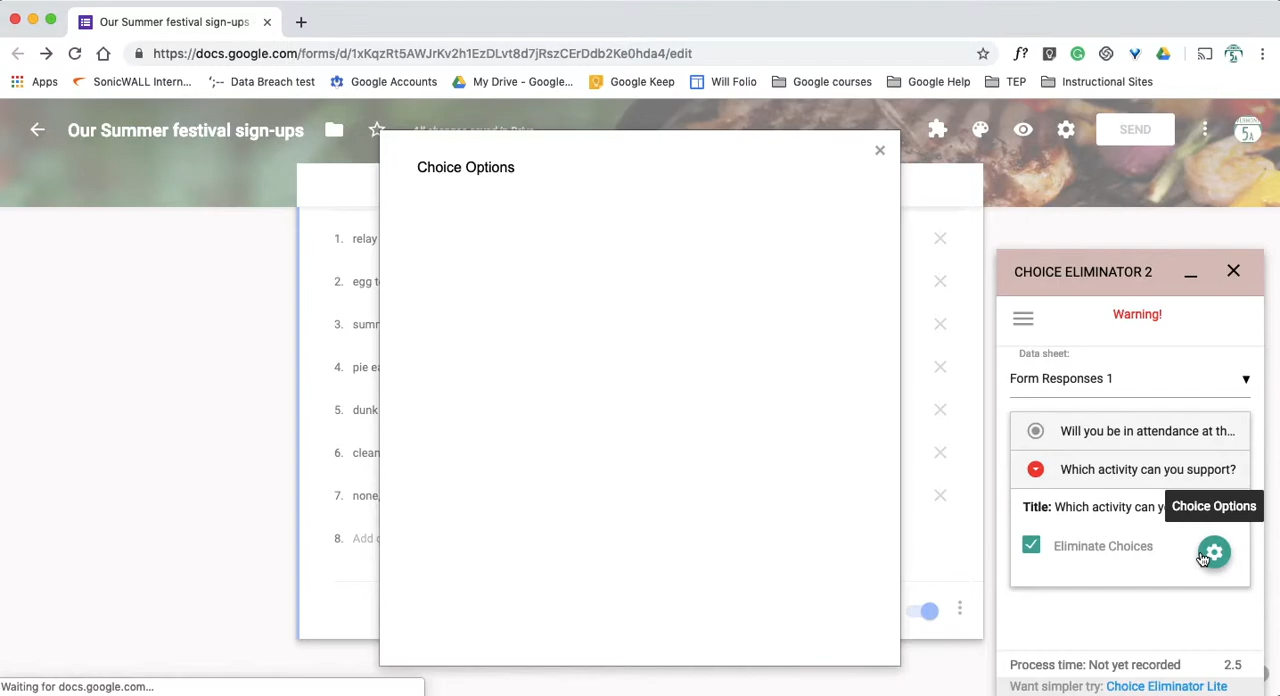 Our Summer festival sign-ups
https://docs.google.com/forms/d/1xKqzRt5AWJrKv2h1EzDLvt8d7jRszCErDdb2Ke0hda4/edit
f?
Apps
SonicWALL Intern...
Data Breach test
Google Accounts
My Drive - Google...
Google Keep
Will Folio
Google courses
Google Help
TEP
Instructional Sites
Our Summer festival sign-ups
SEND
5A
Choice Options
1. relay
2. egg t
3. sum
4. pie ea
5. dunk
6. clean
7. none,
8. Add
CHOICE ELIMINATOR 2
Warning!
Data sheet:
Form Responses 1
Will you be in attendance at th...
Which activity can you support?
Title: Which activity can y
Choice Options
Eliminate Choices
Process time: Not yet recorded 2.5
Want simpler try: Choice Eliminator Lite
Waiting for docs.google.com...